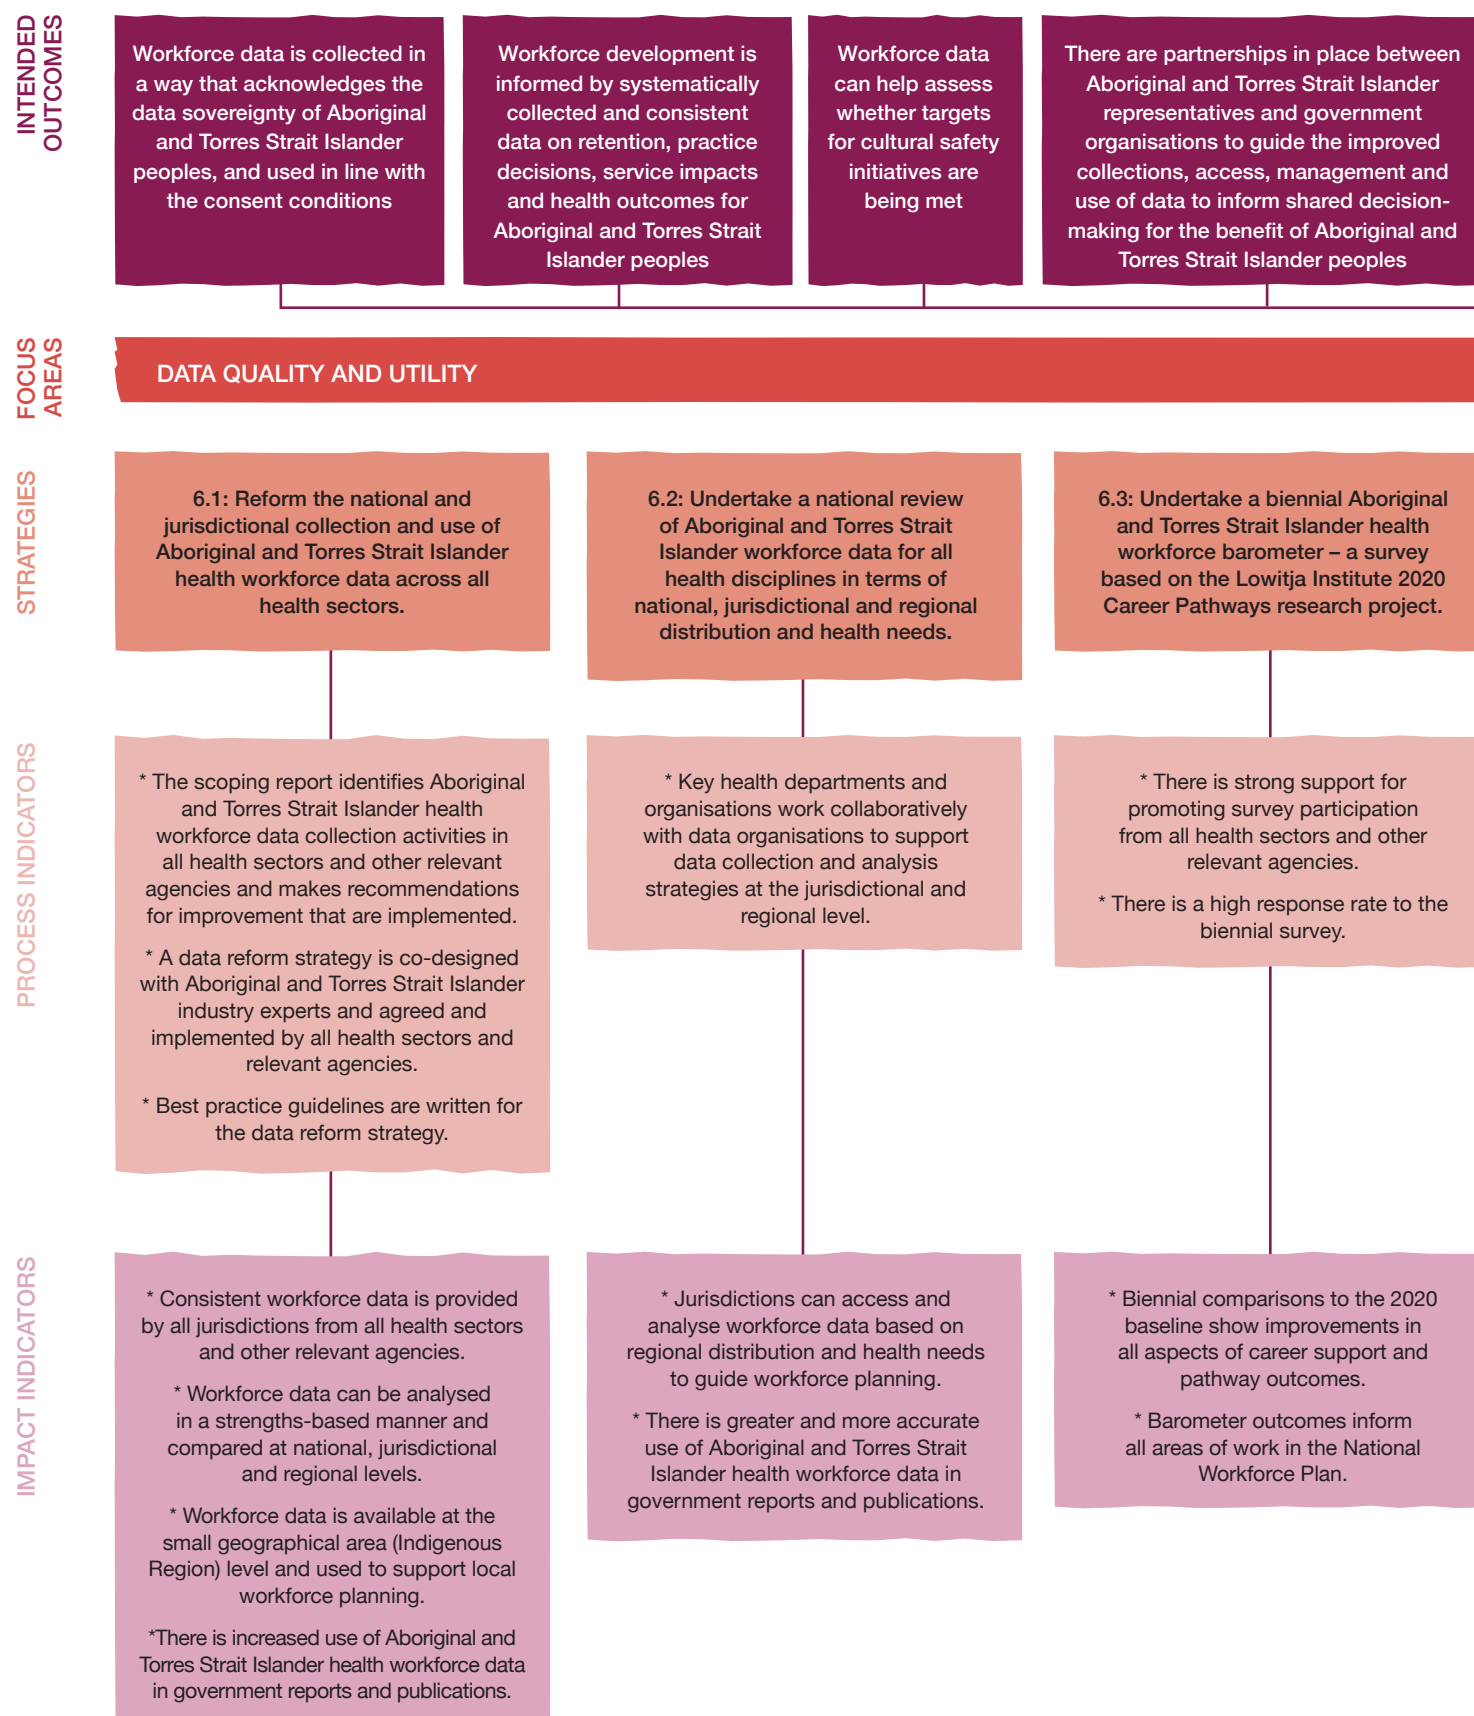 INTENDED
OUTCOMES
Workforce data is collected in
a way that acknowledges the
data sovereignty of Aboriginal
and Torres Strait Islander
peoples, and used in line with
the consent conditions
Workforce development is
informed by systematically
collected and consistent
data on retention, practice
decisions, service impacts
and health outcomes for
Aboriginal and Torres Strait
Islander peoples
Workforce data
can help assess
whether targets
for cultural safety
initiatives are
being met
There are partnerships in place between
Aboriginal and Torres Strait Islander
representatives and government
organisations to guide the improved
collections, access, management and
use of data to inform shared decision-
making for the benefit of Aboriginal and
Torres Strait Islander peoples
FOCUS
AREAS
DATA QUALITY AND UTILITY
STRATEGIES
6.1: Reform the national and
jurisdictional collection and use of
Aboriginal and Torres Strait Islander
health workforce data across all
health sectors.
6.2: Undertake a national review
of Aboriginal and Torres Strait
Islander workforce data for all
health disciplines in terms of
national, jurisdictional and regional
distribution and health needs.
6.3: Undertake a biennial Aboriginal
and Torres Strait Islander health
workforce barometer – a survey
based on the Lowitja Institute 2020
Career Pathways research project.
PROCESS INDICATORS
* The scoping report identifies Aboriginal
and Torres Strait Islander health
workforce data collection activities in
all health sectors and other relevant
agencies and makes recommendations
for improvement that are implemented.
* A data reform strategy is co-designed
with Aboriginal and Torres Strait Islander
industry experts and agreed and
implemented by all health sectors and
relevant agencies.
* Best practice guidelines are written for
the data reform strategy.
* Key health departments and
organisations work collaboratively
with data organisations to support
data collection and analysis
strategies at the jurisdictional and
regional level.
* There is strong support for
promoting survey participation
from all health sectors and other
relevant agencies.
* There is a high response rate to the
biennial survey.
IMPACT INDICATORS
* Consistent workforce data is provided
by all jurisdictions from all health sectors
and other relevant agencies.
* Workforce data can be analysed
in a strengths-based manner and
compared at national, jurisdictional
and regional levels.
* Workforce data is available at the
small geographical area (Indigenous
Region) level and used to support local
workforce planning.
*There is increased use of Aboriginal and
Torres Strait Islander health workforce data
in government reports and publications.
* Jurisdictions can access and
analyse workforce data based on
regional distribution and health needs
to guide workforce planning.
* There is greater and more accurate
use of Aboriginal and Torres Strait
Islander health workforce data in
government reports and publications.
* Biennial comparisons to the 2020
baseline show improvements in
all aspects of career support and
pathway outcomes.
* Barometer outcomes inform
all areas of work in the National
Workforce Plan.